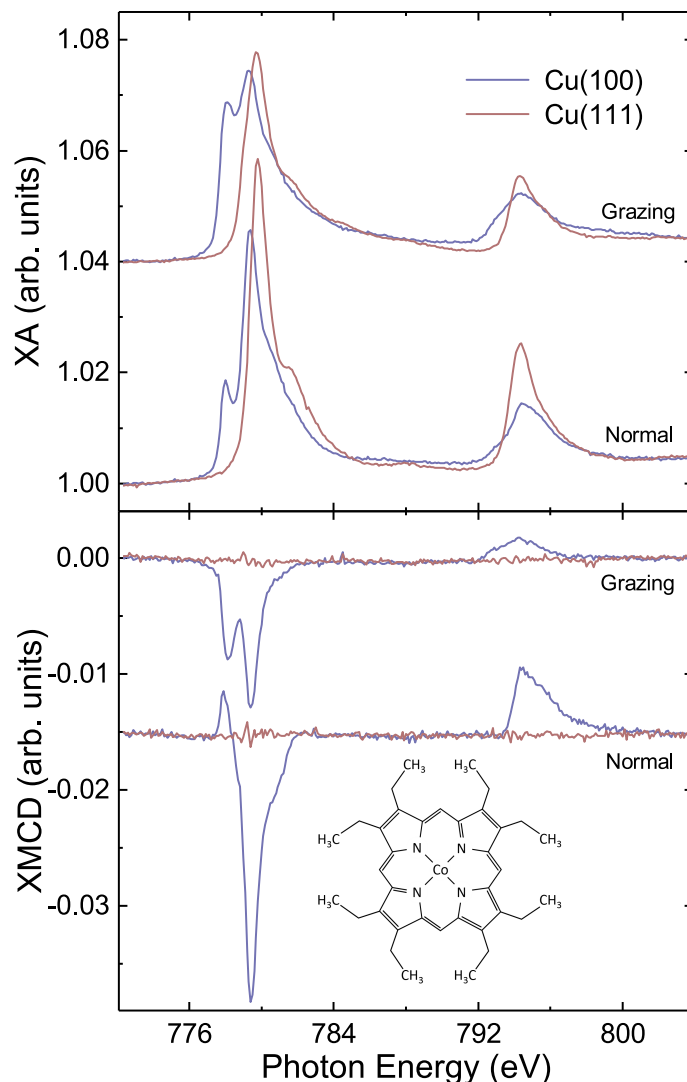 1.08
1.06
1.04
1.02
1.00
XA (arb. units)
Cu(100)
Cu(111)
Grazing
Normal
0.00
-0.01
-0.02
-0.03
XMCD (arb. units)
Grazing
Normal
CH₃ CH₃
H₃C CH₃
N N
Co
N N
H₃C CH₃
CH₃ CH₃
776 784 792 800
Photon Energy (eV)